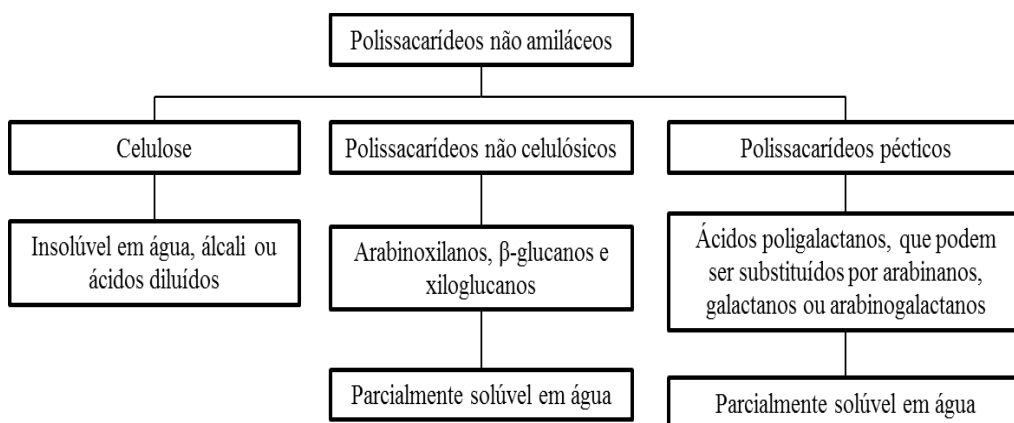 Polissacarídeos não amiláceos
Celulose
Polissacarídeos não celulósicos
Polissacarídeos pécticos
Insolúvel em água, álcali ou
ácidos diluídos
Arabinoxilanos, β-glucanos e
xiloglucanos
Ácidos poligalactanos, que podem
ser substituídos por arabinanos,
galactanos ou arabinogalactanos
Parcialmente solúvel em água
Parcialmente solúvel em água